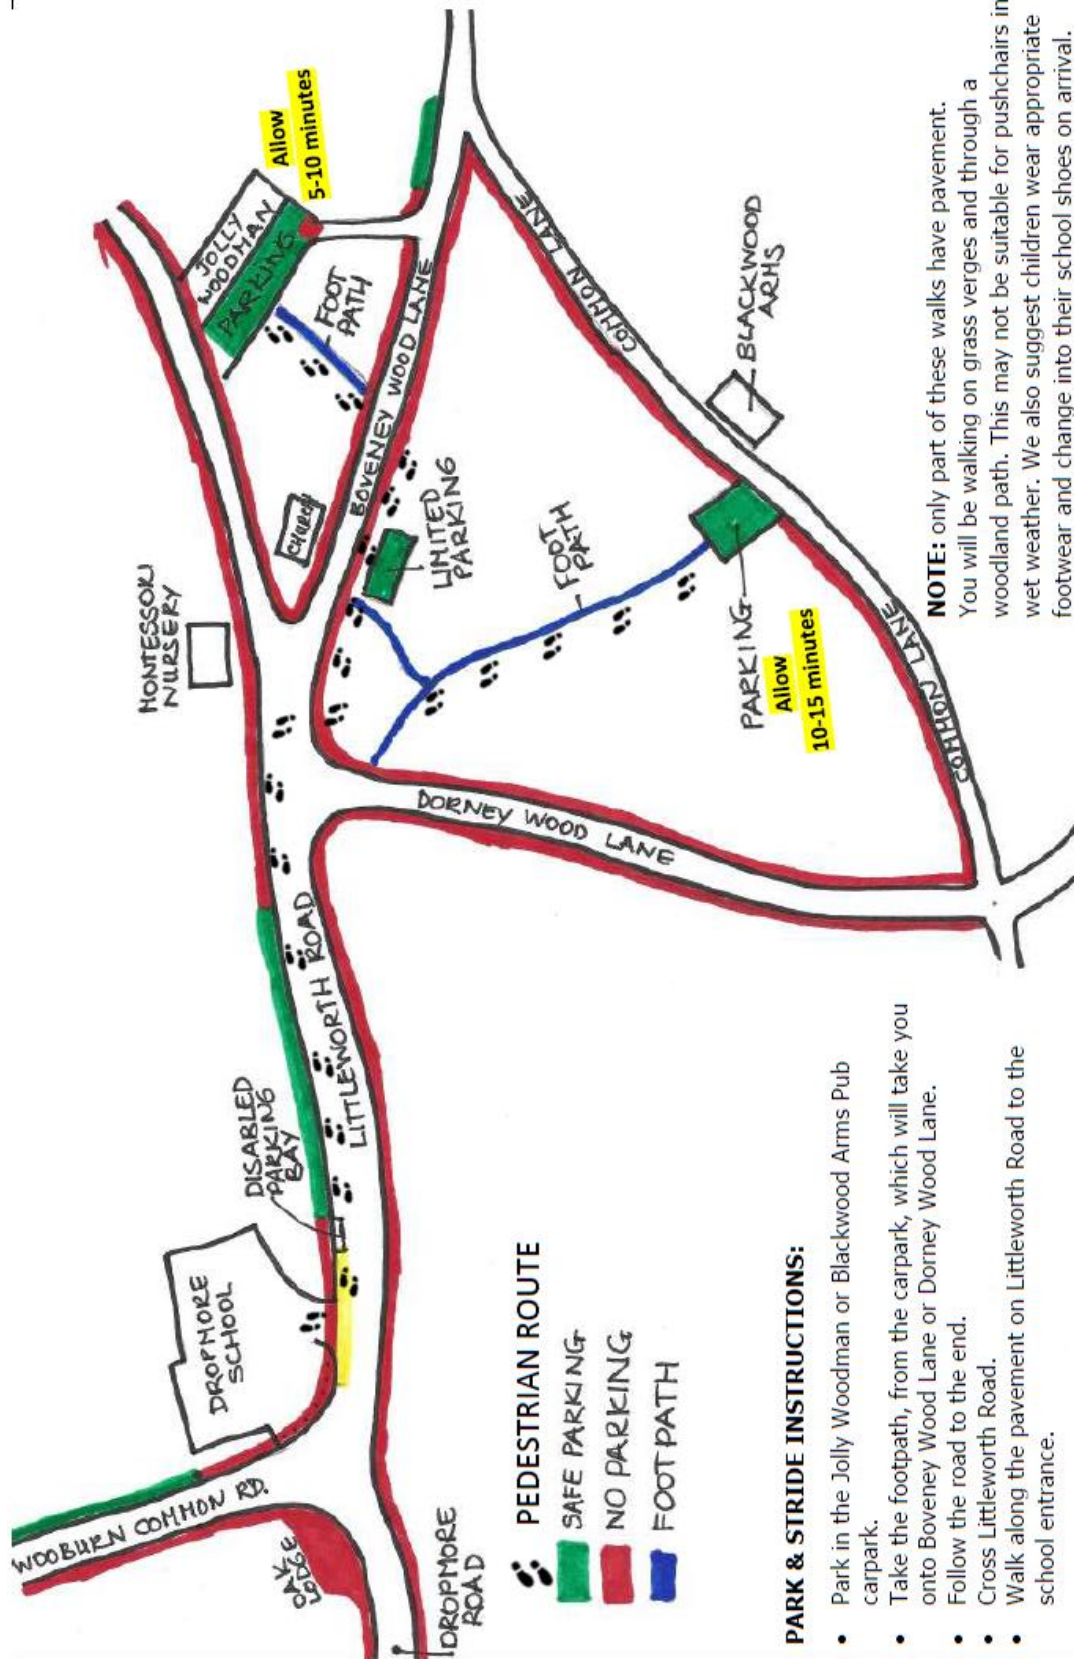 WOOBURN COMMON RD.
OAK
LODGE
DROPMORE
ROAD
DROPMORE
SCHOOL
DISABLED
PARKING
BAY
LITTLEWORTH ROAD
MONTESSORI
NURSERY
CHURCH
JOLLY
WOODMAN
PARKING
Allow
5-10 minutes
FOOT
PATH
BOVENEY WOOD LANE
LIMITED
PARKING
FOOT
PATH
DORNEY WOOD LANE
COMMON LANE
BLACKWOOD
ARMS
PARKING
Allow
10-15 minutes
COMMON LANE
PEDESTRIAN ROUTE
SAFE PARKING
NO PARKING
FOOTPATH
PARK & STRIDE INSTRUCTIONS:
• Park in the Jolly Woodman or Blackwood Arms Pub
carpark.
• Take the footpath, from the carpark, which will take you
onto Boveney Wood Lane or Dorney Wood Lane.
• Follow the road to the end.
• Cross Littleworth Road.
• Walk along the pavement on Littleworth Road to the
school entrance.
NOTE: only part of these walks have pavement.
You will be walking on grass verges and through a
woodland path. This may not be suitable for pushchairs in
wet weather. We also suggest children wear appropriate
footwear and change into their school shoes on arrival.